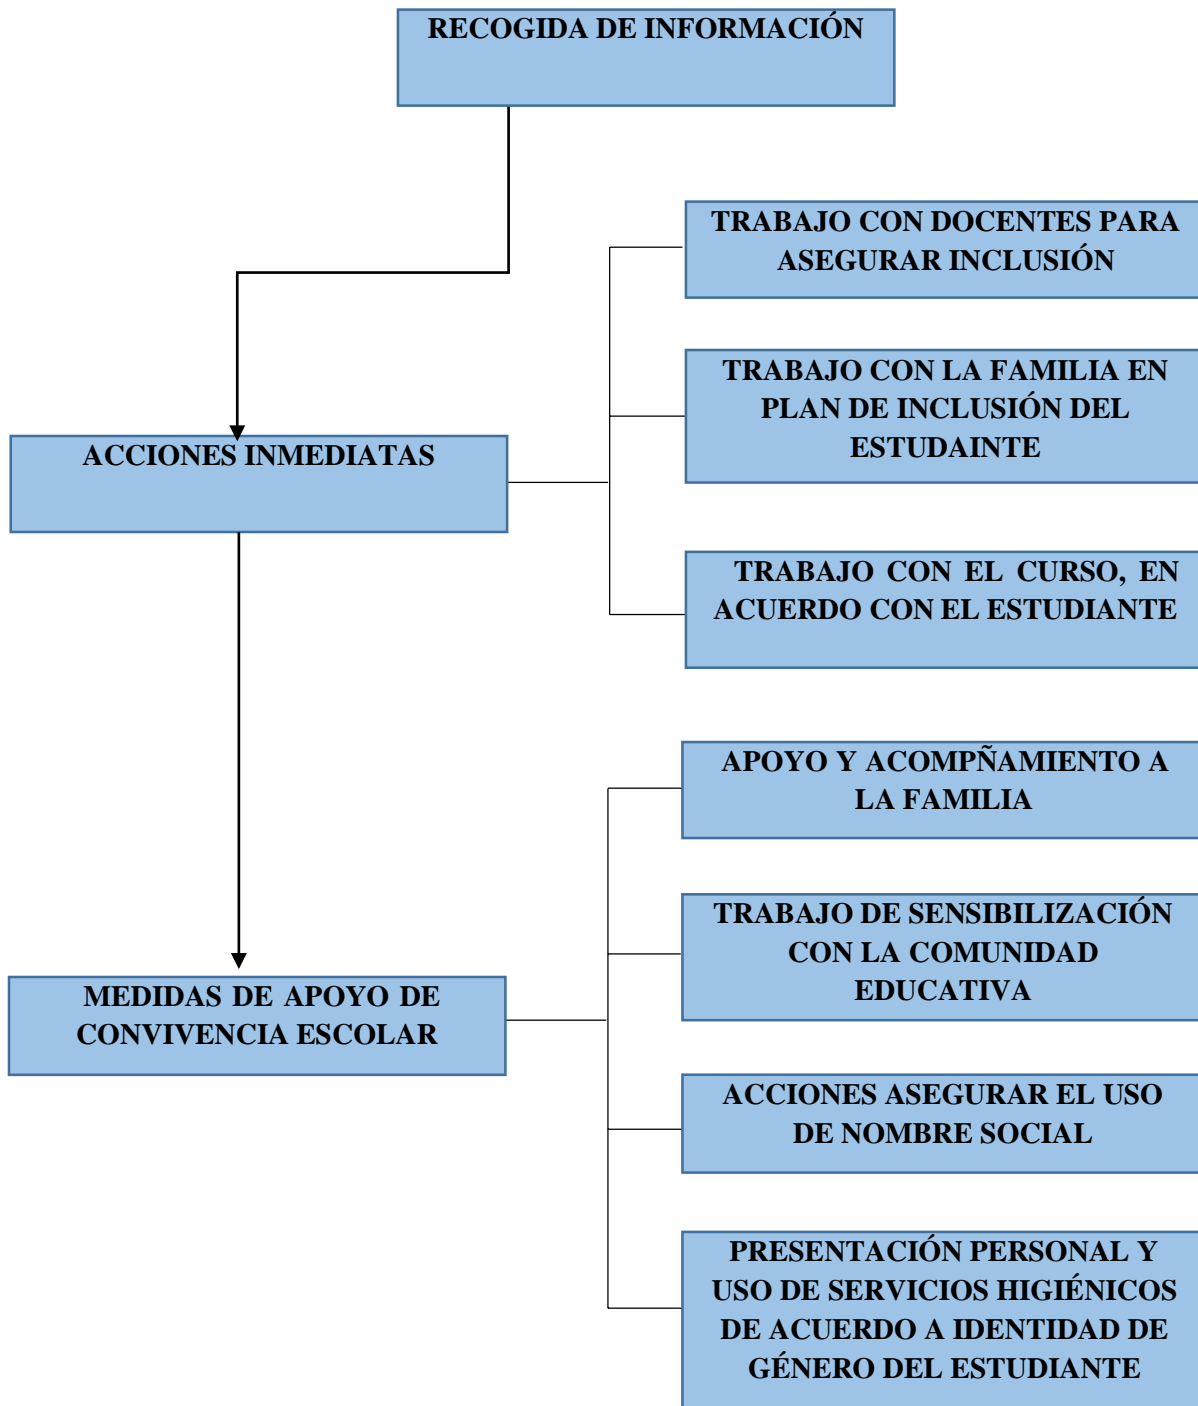 RECOGIDA DE INFORMACIÓN
TRABAJO CON DOCENTES PARA
ASEGURAR INCLUSIÓN
TRABAJO CON LA FAMILIA EN
PLAN DE INCLUSIÓN DEL
ESTUDAINTE
ACCIONES INMEDIATAS
TRABAJO CON EL CURSO, EN
ACUERDO CON EL ESTUDIANTE
APOYO Y ACOMPÑAMIENTO A
LA FAMILIA
TRABAJO DE SENSIBILIZACIÓN
CON LA COMUNIDAD
EDUCATIVA
MEDIDAS DE APOYO DE
CONVIVENCIA ESCOLAR
ACCIONES ASEGURAR EL USO
DE NOMBRE SOCIAL
PRESENTACIÓN PERSONAL Y
USO DE SERVICIOS HIGIÉNICOS
DE ACUERDO A IDENTIDAD DE
GÉNERO DEL ESTUDIANTE